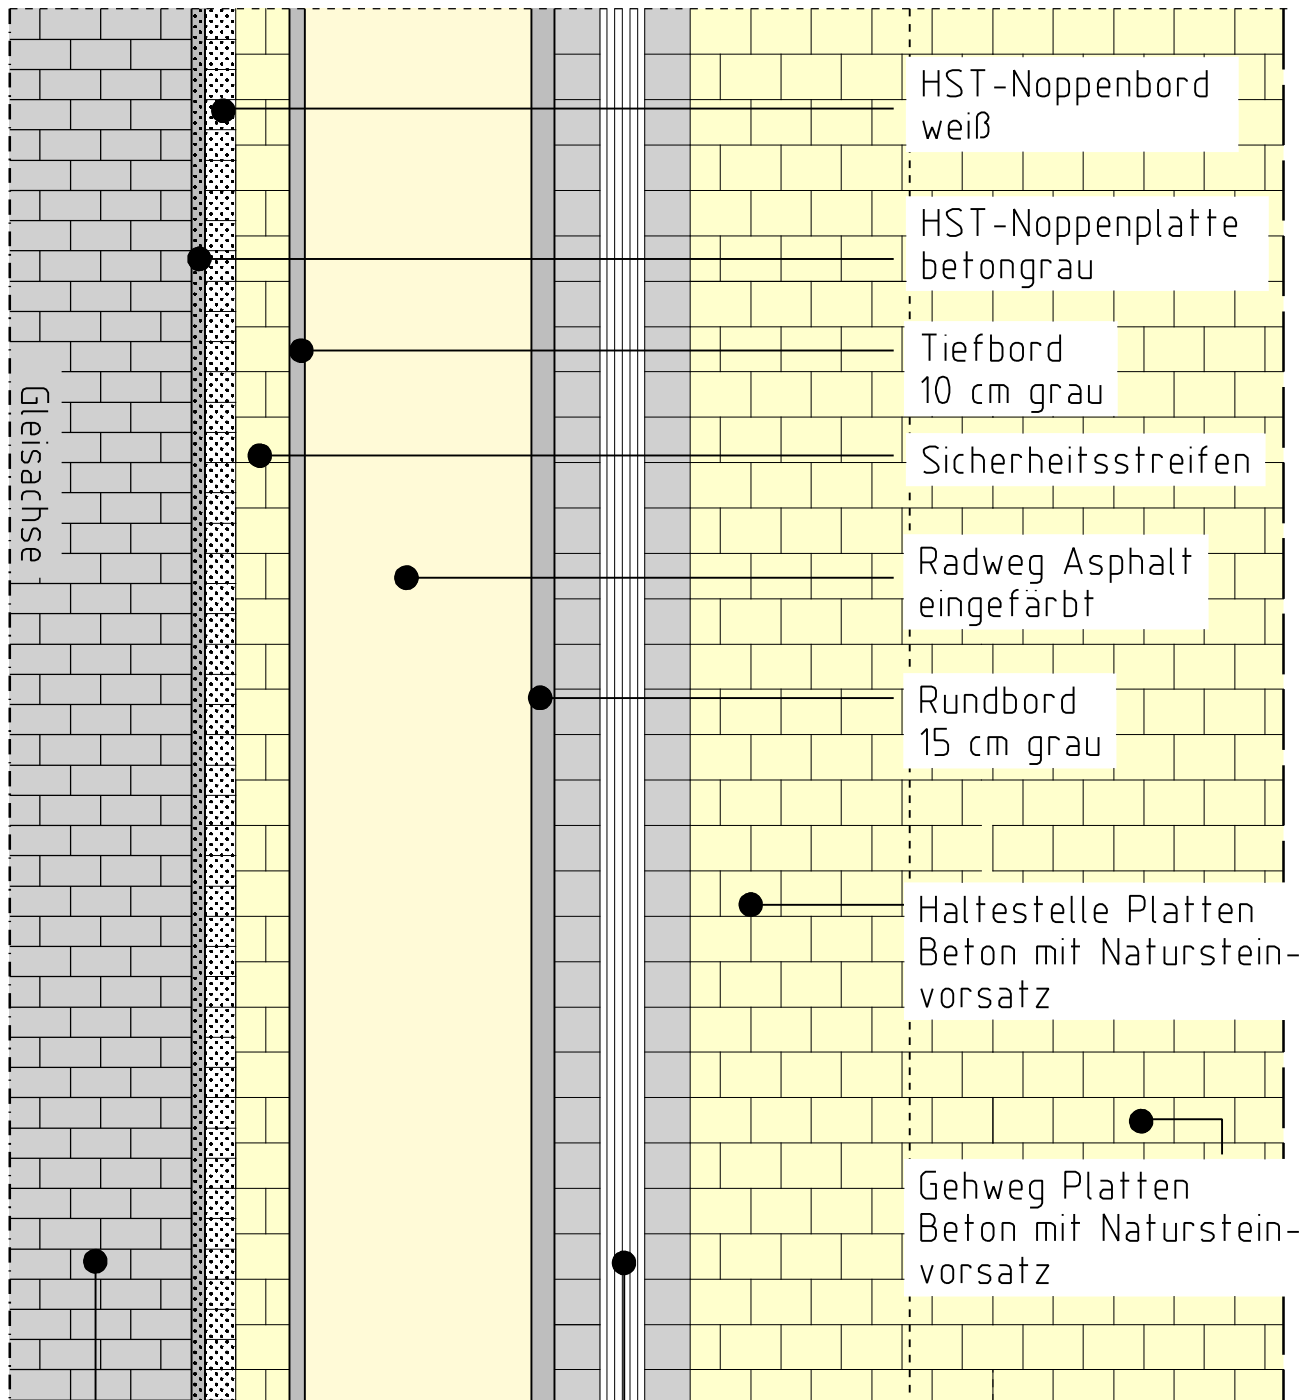 HST-Noppenbord
weiß
HST-Noppenplatte
betongrau
Tiefbord
10 cm grau
Gleisachse
Sicherheitsstreifen
Radweg Asphalt
eingefärbt
Rundbord
15 cm grau
Haltestelle Platten
Beton mit Naturstein-
vorsatz
Gehweg Platten
Beton mit Naturstein-
vorsatz